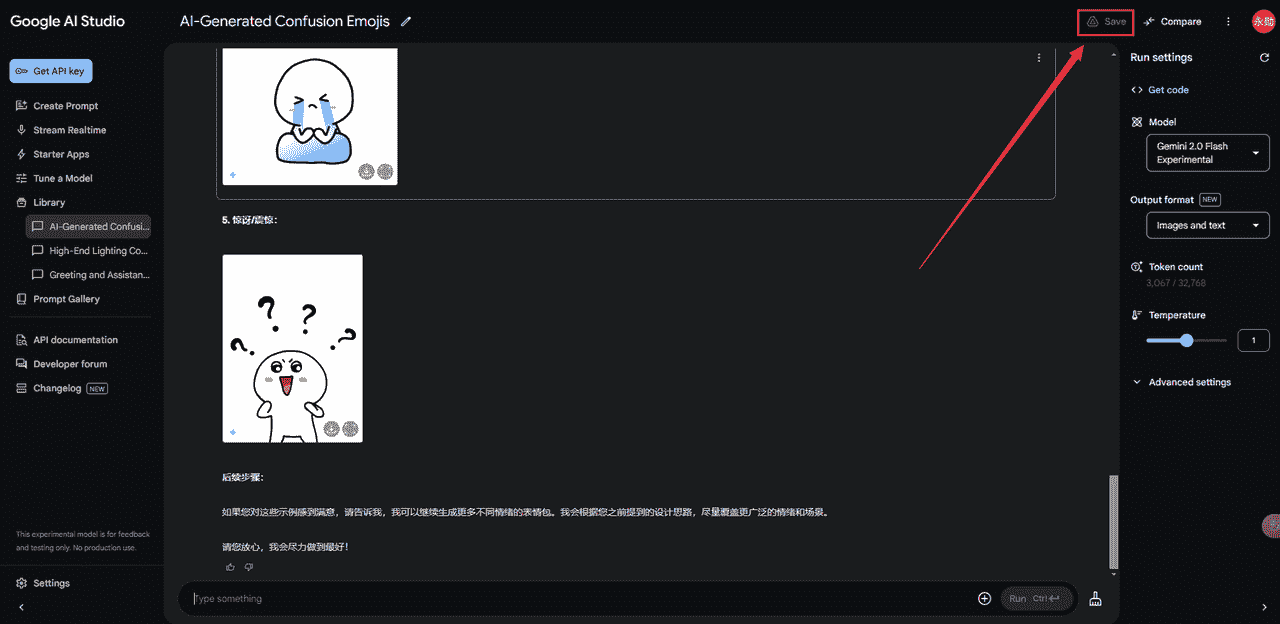 Google AI Studio
AI-Generated Confusion Emojis
Save
Compare
永勋
Get API key
Create Prompt
Stream Realtime
Starter Apps
Tune a Model
Library
AI-Generated Confusi...
High-End Lighting Co...
Greeting and Assistan...
Prompt Gallery
API documentation
Developer forum
Changelog NEW
This experimental model is for feedback
and testing only. No production use.
Settings
5. 惊讶/震惊:
? ? ? ?
后续步骤:
如果您对这些示例感到满意，请告诉我，我可以继续生成更多不同情绪的表情包。我会根据您之前提到的设计思路，尽量覆盖更广泛的情绪和场景。
请您放心，我会尽力做到最好！
Type something
Run Ctrl
Run settings
Get code
Model
Gemini 2.0 Flash
Experimental
Output format NEW
Images and text
Token count
3,067 / 32,768
Temperature
1
Advanced settings